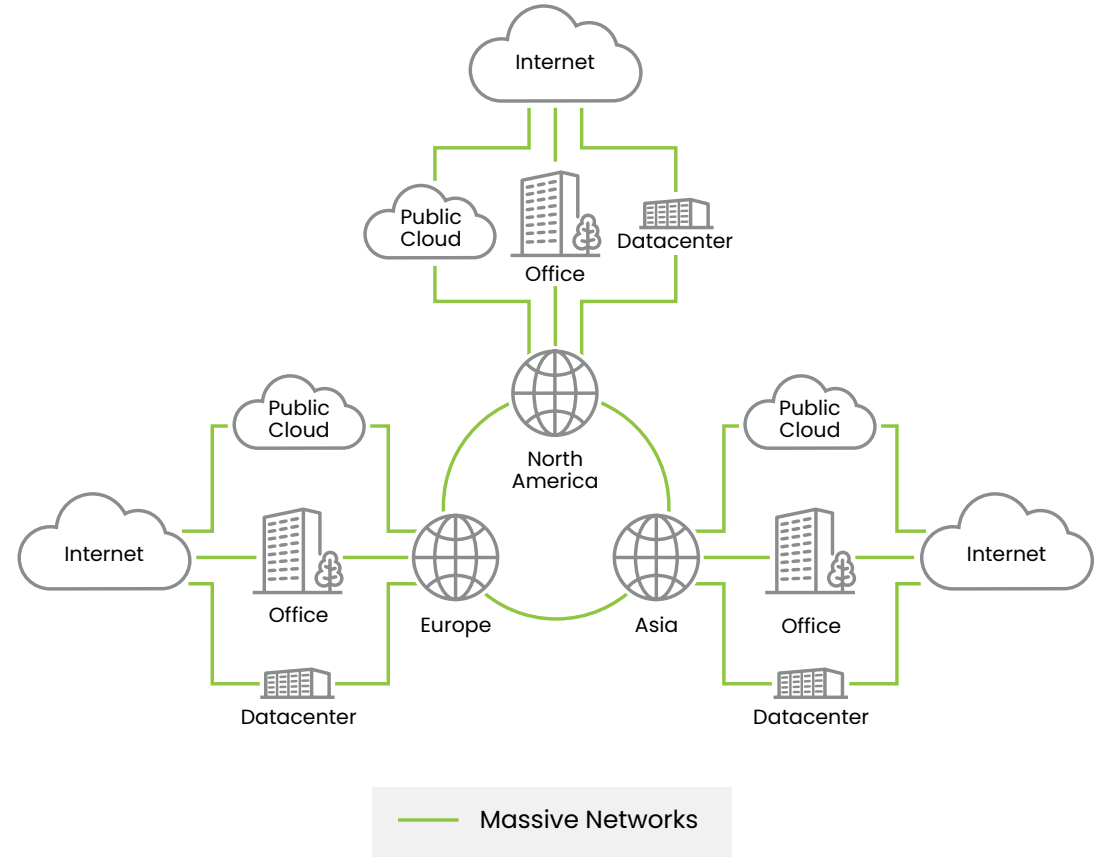 Internet
Public
Cloud
Office
Datacenter
North
America
Public
Cloud
Internet
Office
Europe
Datacenter
Public
Cloud
Internet
Office
Asia
Datacenter
Massive Networks